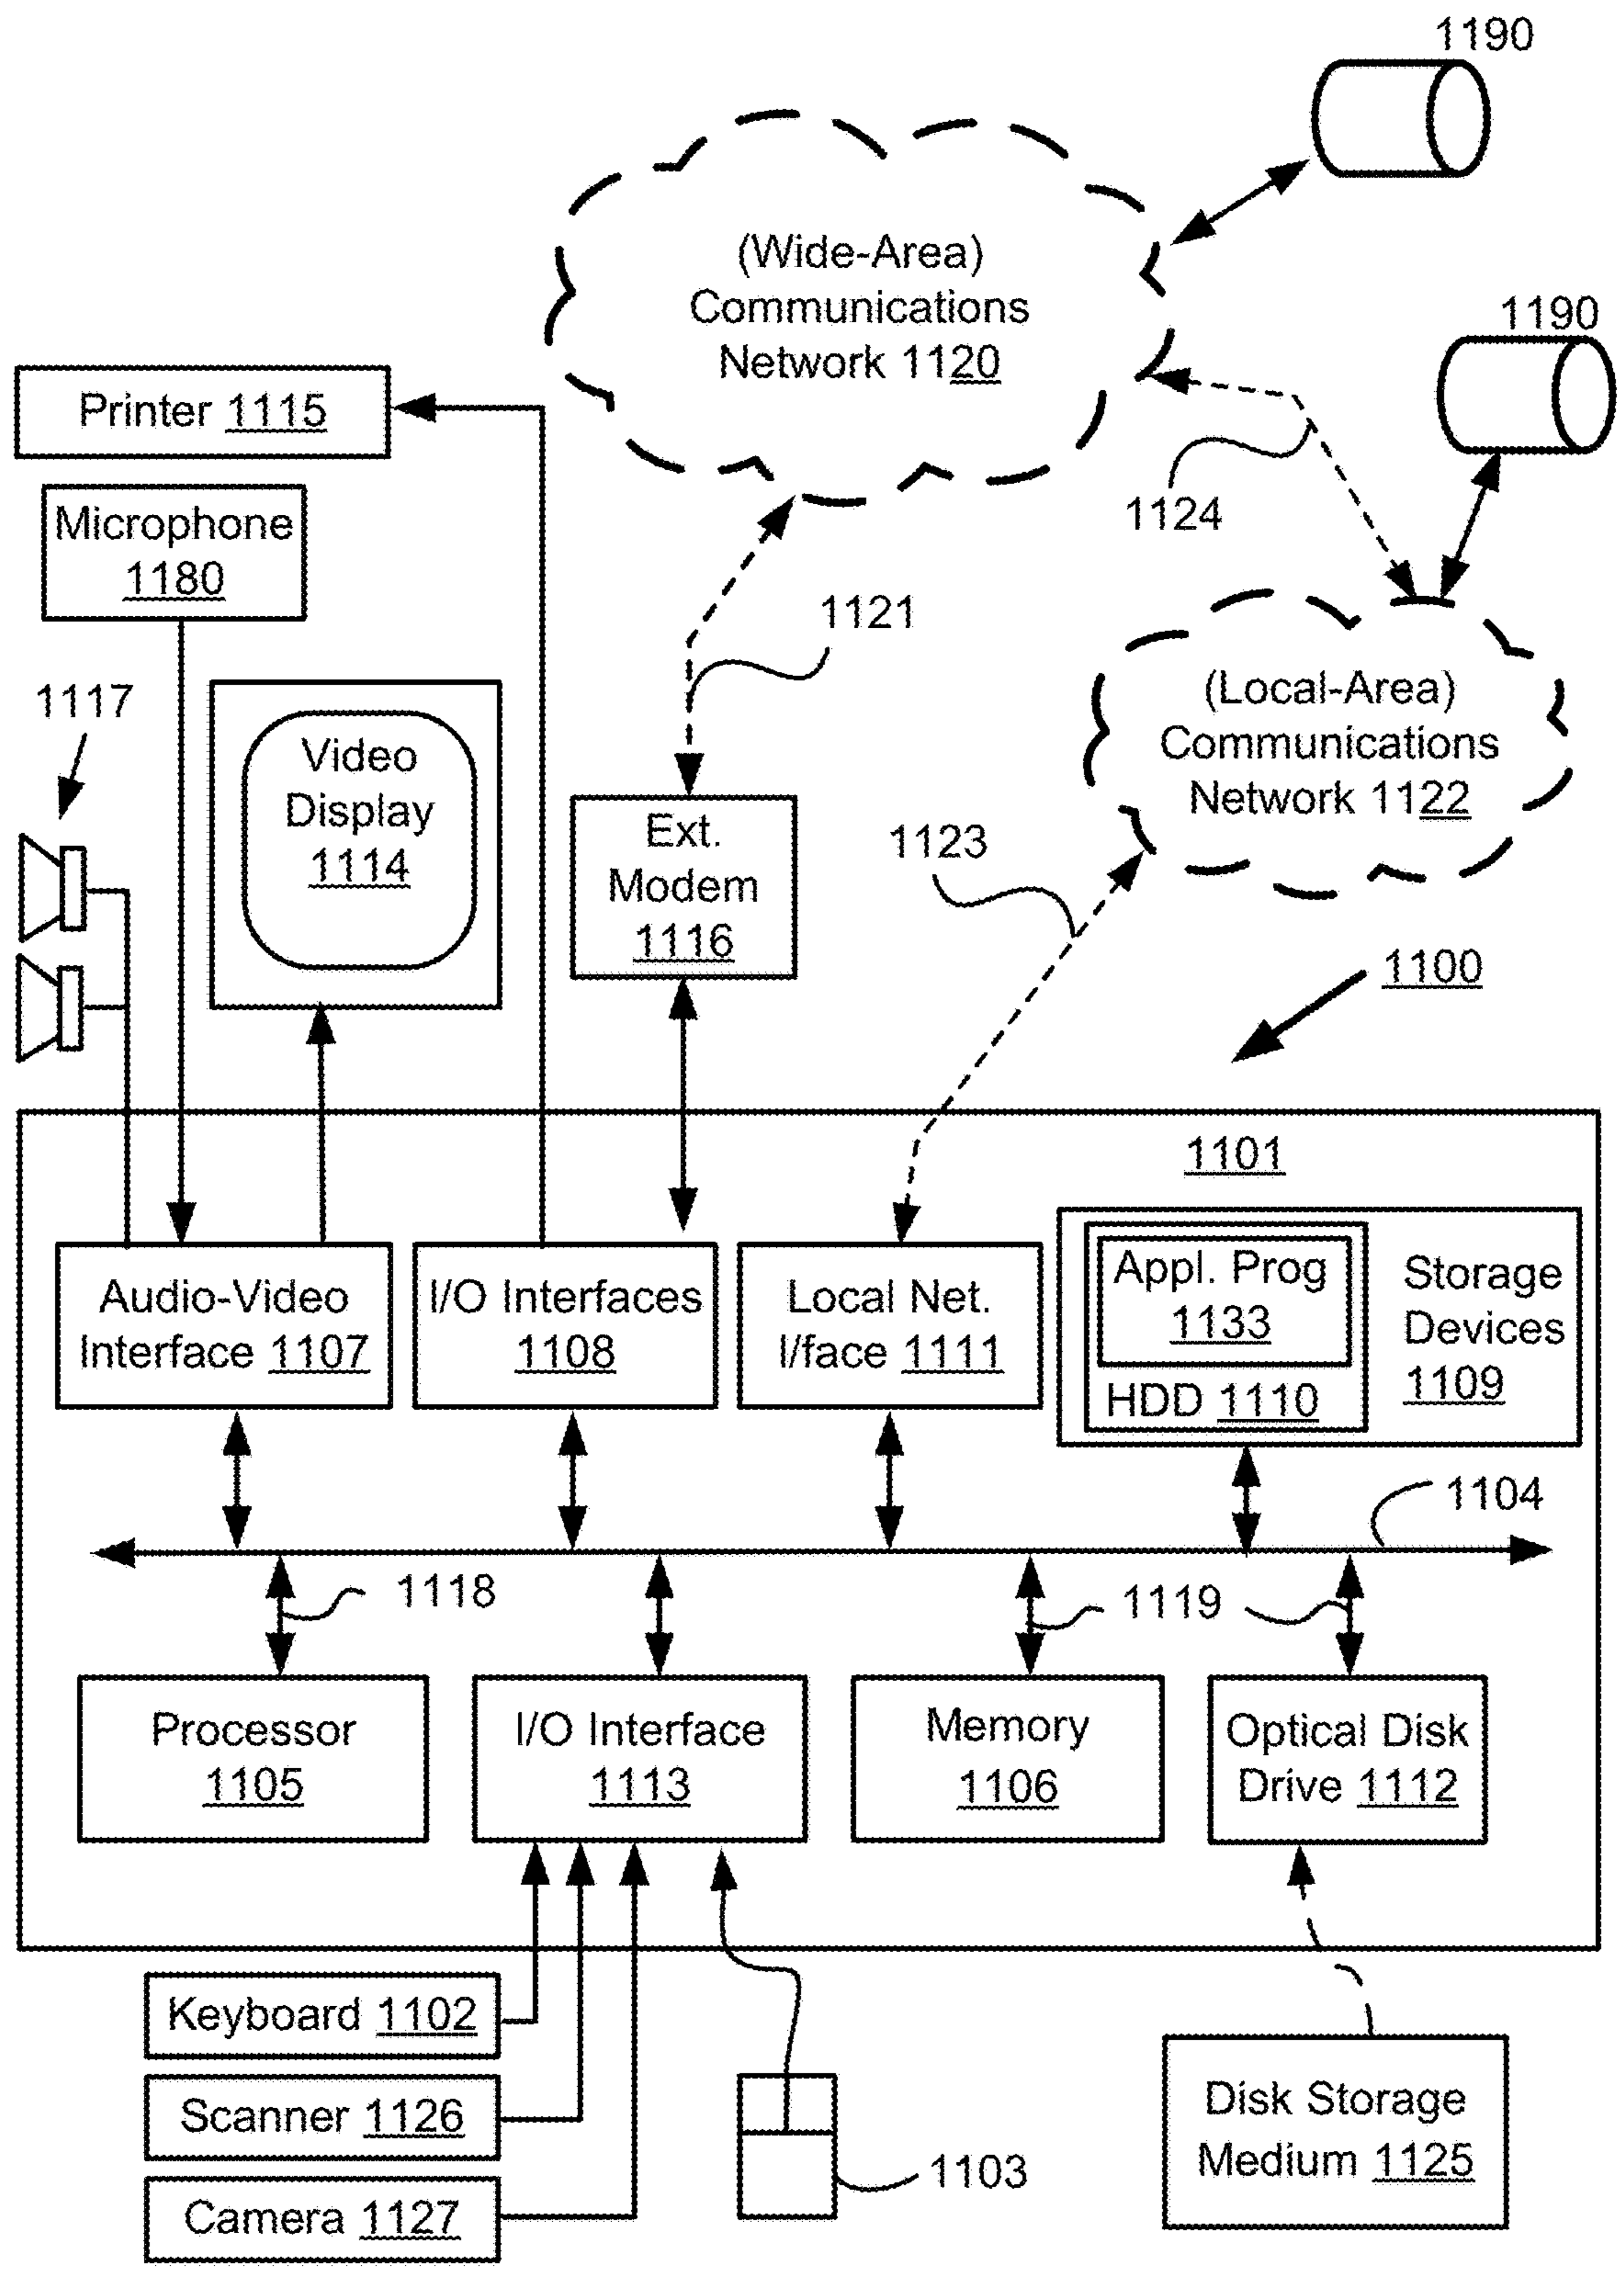 1190
(Wide-Area)
Communications
Network 1120
1190
Printer 1115
1124
Microphone
1180
1121
(Local-Area)
Communications
Network 1122
1117
Video
Display
1114
Ext.
Modem
1116
1123
1100
1101
Audio-Video
Interface 1107
I/O Interfaces
1108
Local Net.
I/face 1111
Appl. Prog
1133
HDD 1110
Storage
Devices
1109
1104
1118
1119
Processor
1105
I/O Interface
1113
Memory
1106
Optical Disk
Drive 1112
Keyboard 1102
Scanner 1126
Camera 1127
1103
Disk Storage
Medium 1125